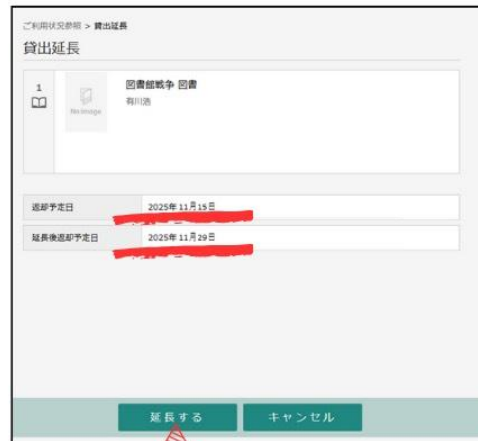 ご利用状況参照 > 貸出延長
貸出延長
1
図書館戦争 図書
有川浩
No Image
返却予定日 2025年11月15日
延長後返却予定日 2025年11月29日
延長する キャンセル